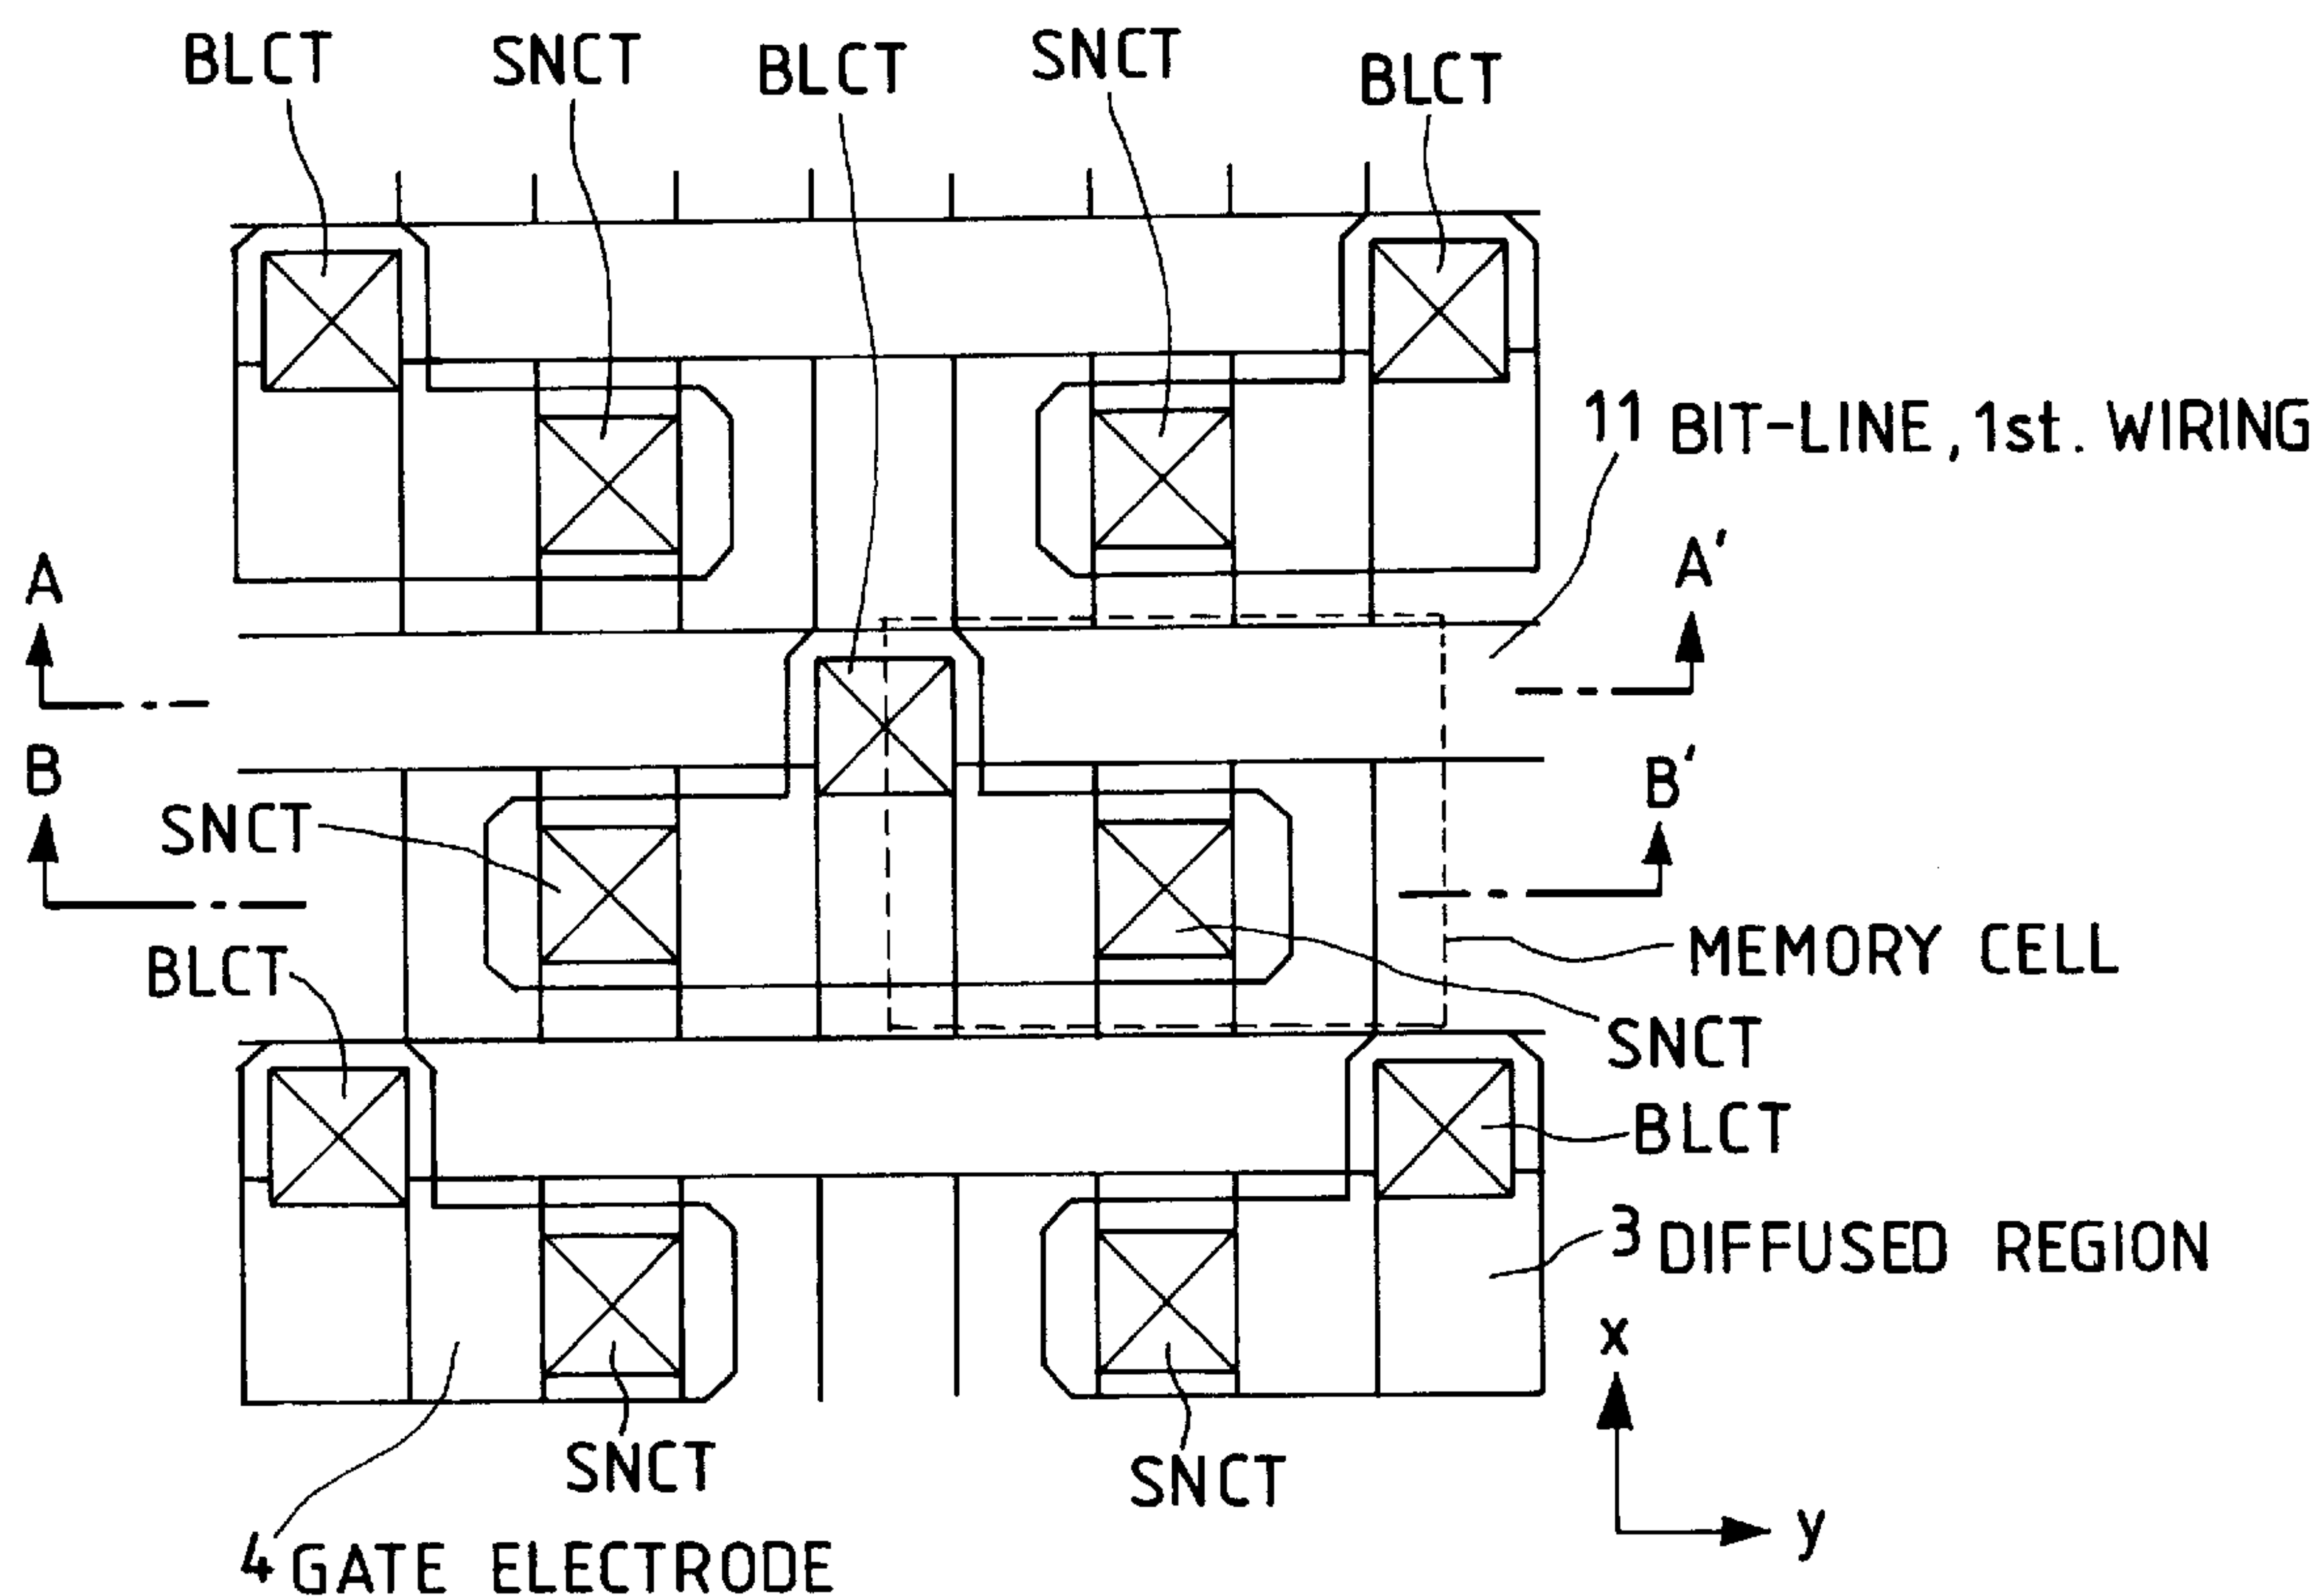 BLCT
SNCT
BLCT
SNCT
BLCT
11 BIT-LINE, 1st. WIRING
A
A'
B
B'
SNCT
BLCT
MEMORY CELL
SNCT
BLCT
3 DIFFUSED REGION
x
SNCT
SNCT
y
4 GATE ELECTRODE